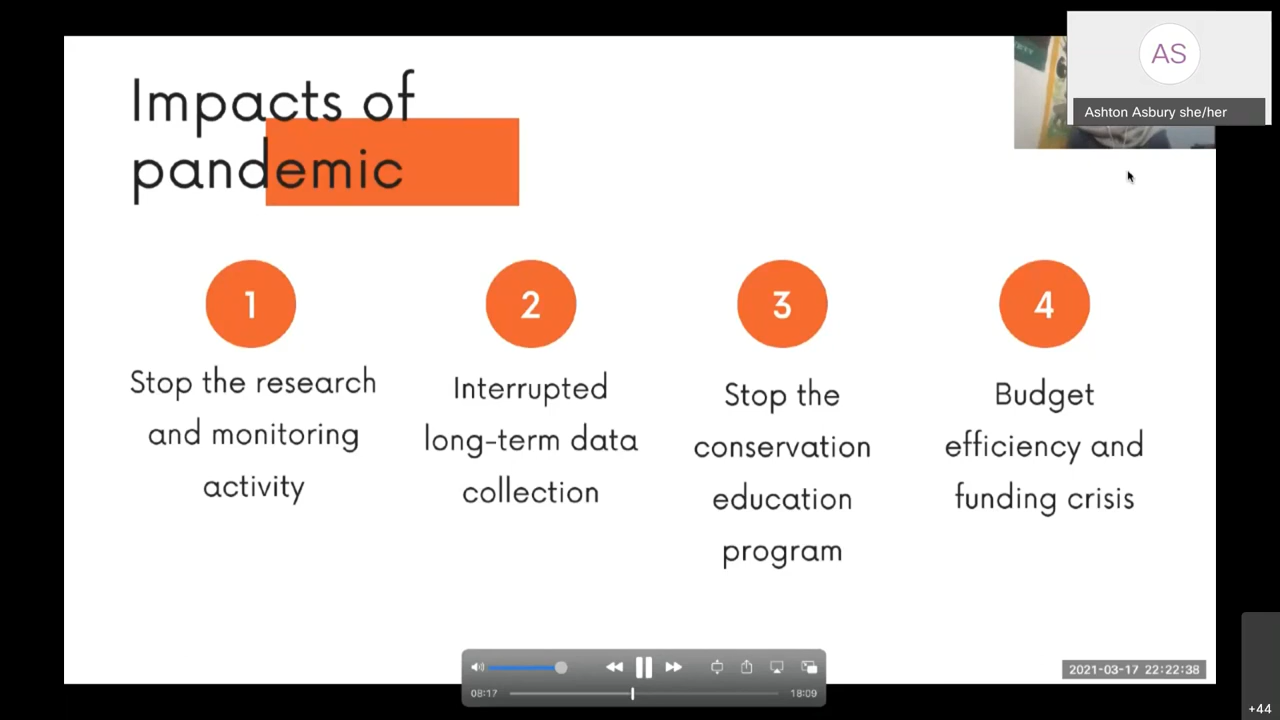 AS
Ashton Asbury she/her
Impacts of
pandemic
1
Stop the research
and monitoring
activity
2
Interrupted
long-term data
collection
3
Stop the
conservation
education
program
4
Budget
efficiency and
funding crisis
08:17
18:09
2021-03-17 22:22:38
+44